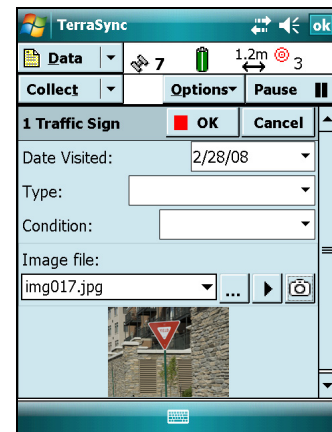 TerraSync ok
Data 7 1.2m 3
Collect Options Pause
1 Traffic Sign OK Cancel
Date Visited: 2/28/08
Type:
Condition:
Image file:
img017.jpg ...